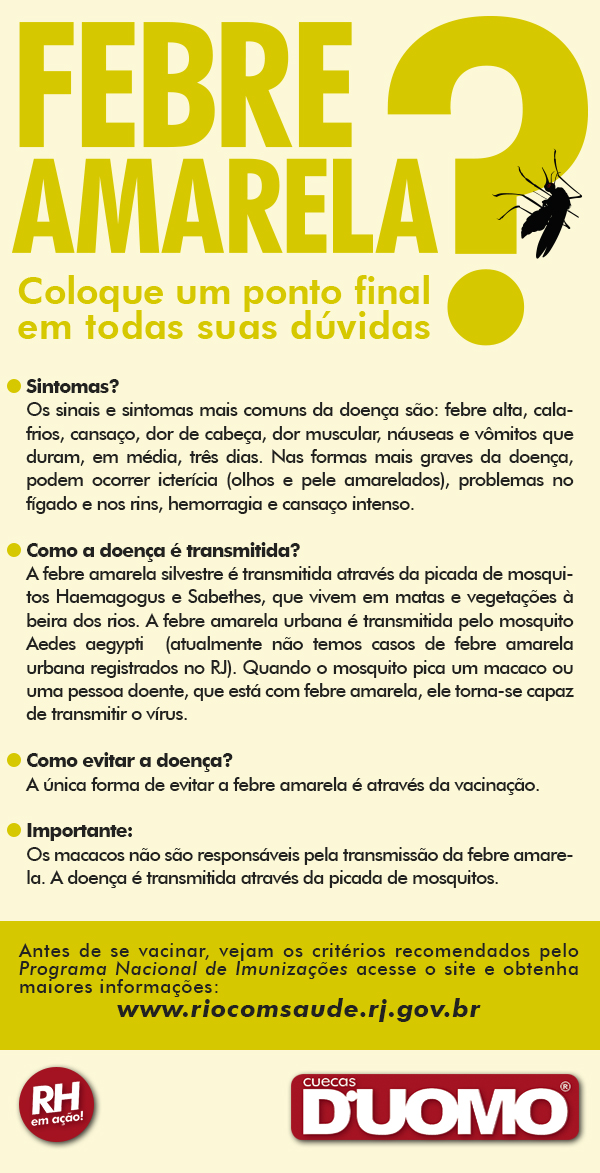 FEBRE
AMARELA?
Coloque um ponto final
em todas suas dúvidas
Sintomas?
Os sinais e sintomas mais comuns da doença são: febre alta, cala-
frios, cansaço, dor de cabeça, dor muscular, náuseas e vômitos que
duram, em média, três dias. Nas formas mais graves da doença,
podem ocorrer icterícia (olhos e pele amarelados), problemas no
fígado e nos rins, hemorragia e cansaço intenso.
Como a doença é transmitida?
A febre amarela silvestre é transmitida através da picada de mosqui-
tos Haemagogus e Sabethes, que vivem em matas e vegetações à
beira dos rios. A febre amarela urbana é transmitida pelo mosquito
Aedes aegypti (atualmente não temos casos de febre amarela
urbana registrados no RJ). Quando o mosquito pica um macaco ou
uma pessoa doente, que está com febre amarela, ele torna-se capaz
de transmitir o vírus.
Como evitar a doença?
A única forma de evitar a febre amarela é através da vacinação.
Importante:
Os macacos não são responsáveis pela transmissão da febre amare-
la. A doença é transmitida através da picada de mosquitos.
Antes de se vacinar, vejam os critérios recomendados pelo
Programa Nacional de Imunizações acesse o site e obtenha
maiores informações:
www.riocomsaude.rj.gov.br
RH
em ação!
cuecas
D'UOMO®